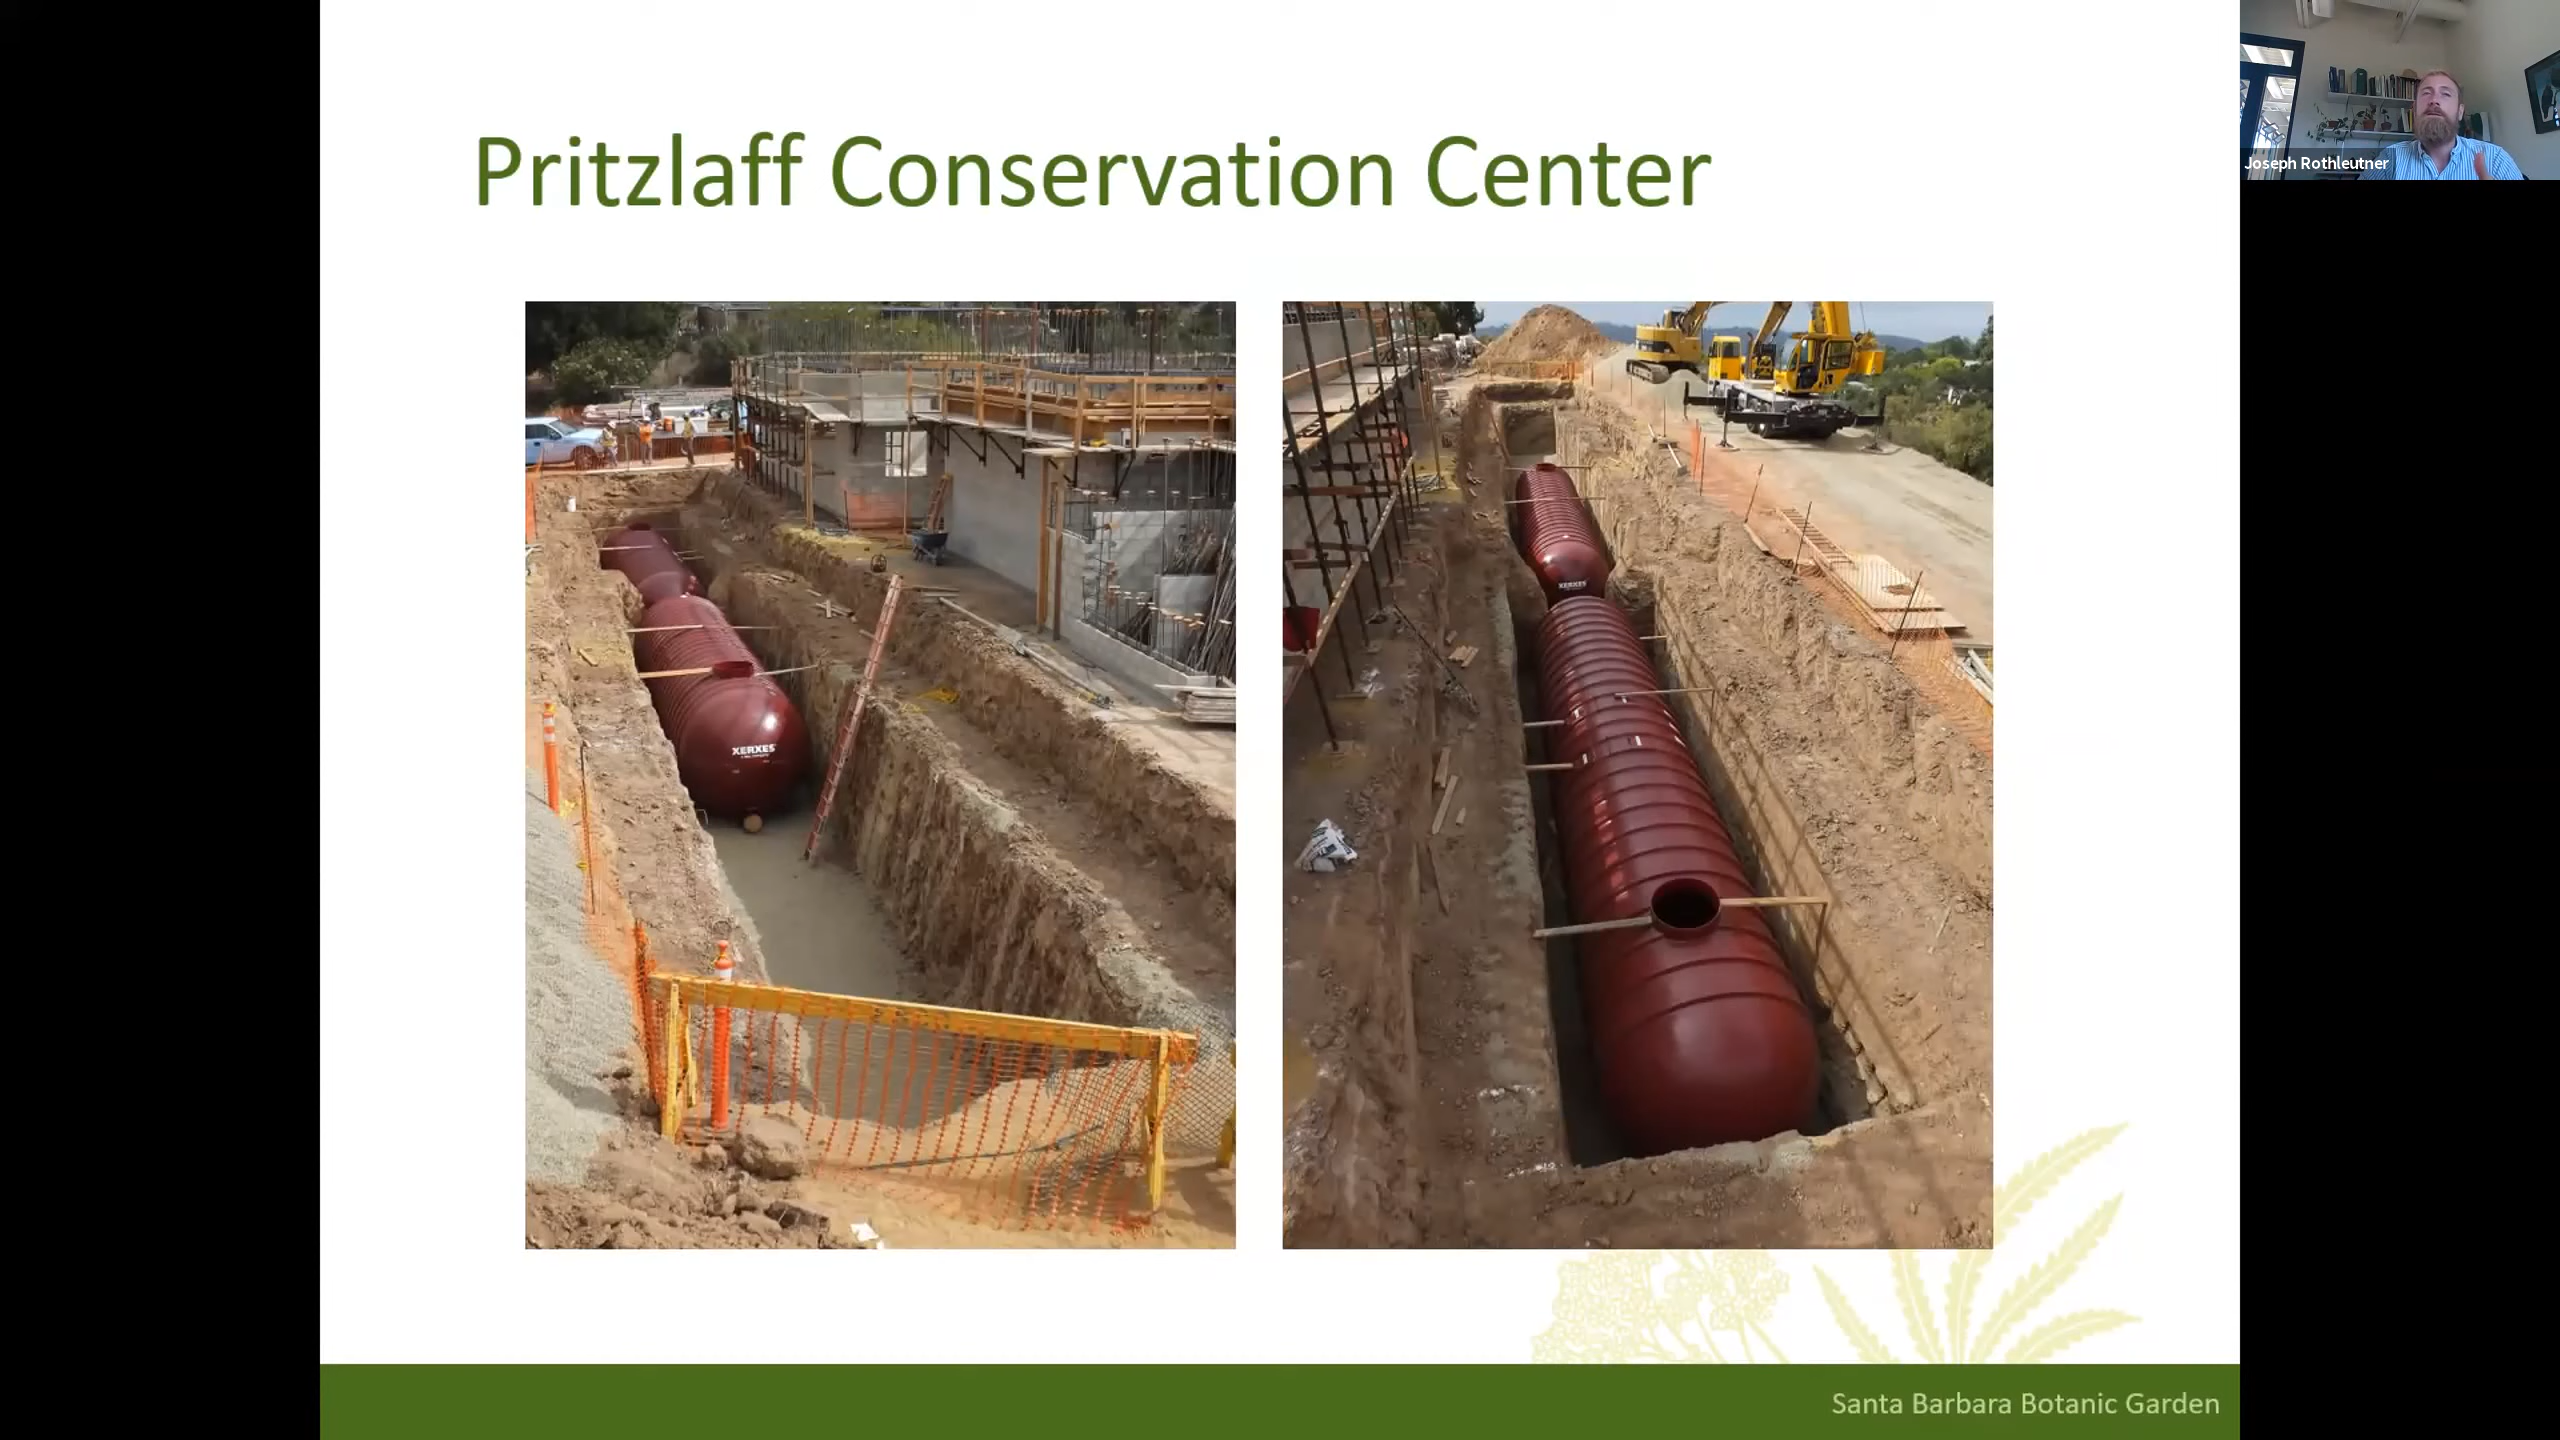 Pritzlaff Conservation Center
Joseph Rothleutner
XERXES
XERXES
Santa Barbara Botanic Garden